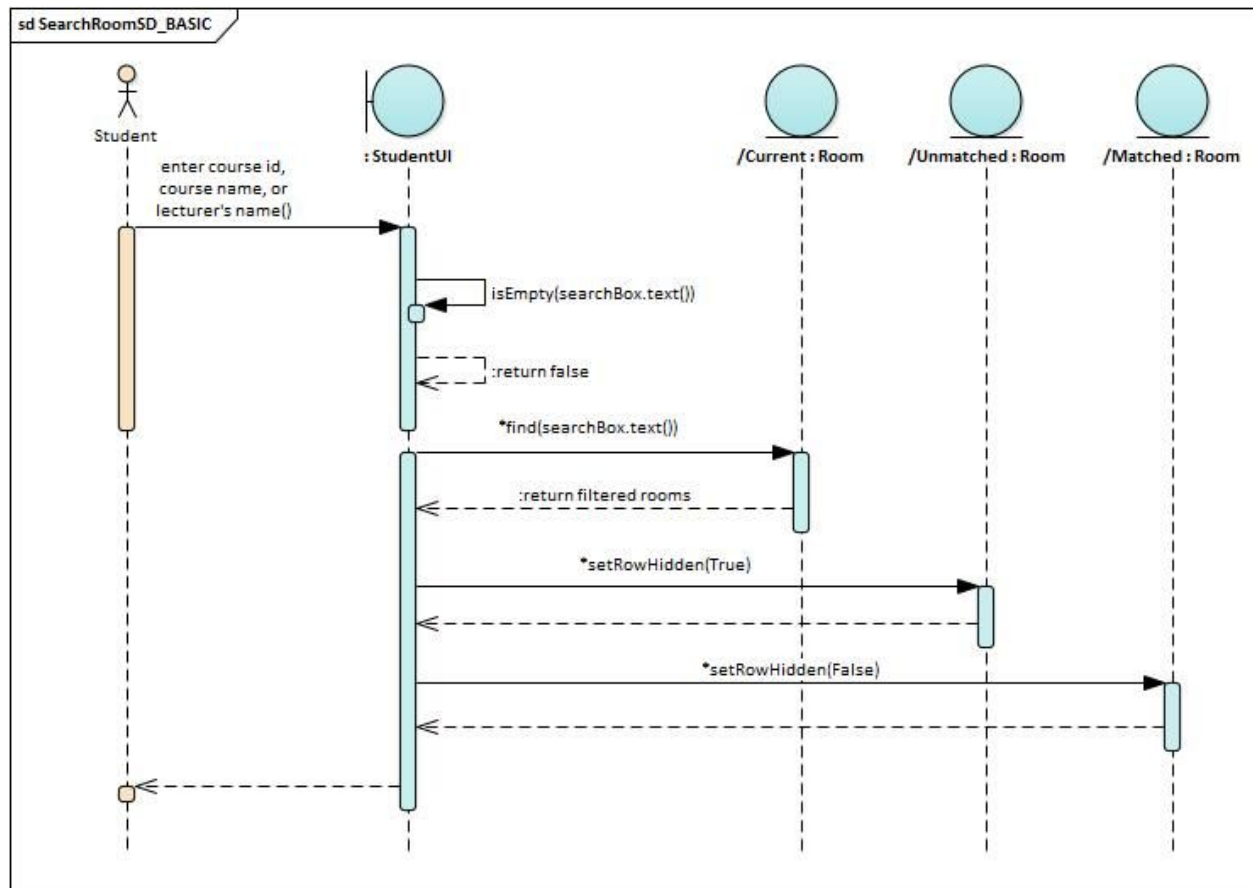 sd SearchRoomSD_BASIC
Student
: StudentUI
/Current : Room
/Unmatched : Room
/Matched : Room
enter course id,
course name, or
lecturer's name()
isEmpty(searchBox.text())
:return false
*find(searchBox.text())
:return filtered rooms
*setRowHidden(True)
*setRowHidden(False)